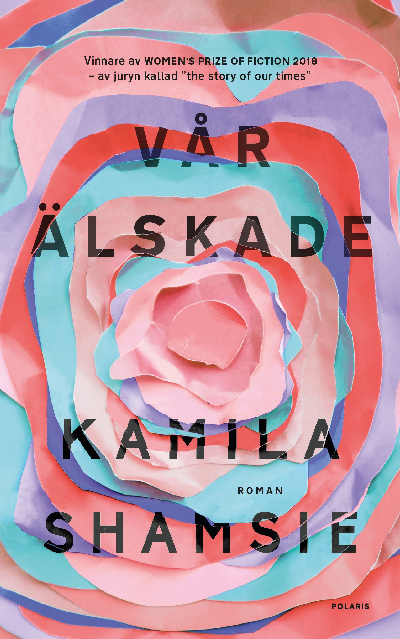 Vinnare av WOMEN'S PRIZE OF FICTION 2018
– av juryn kallad "the story of our times"
VÅR
ÄLSKADE
KAMILA
ROMAN
SHAMSIE
POLARIS